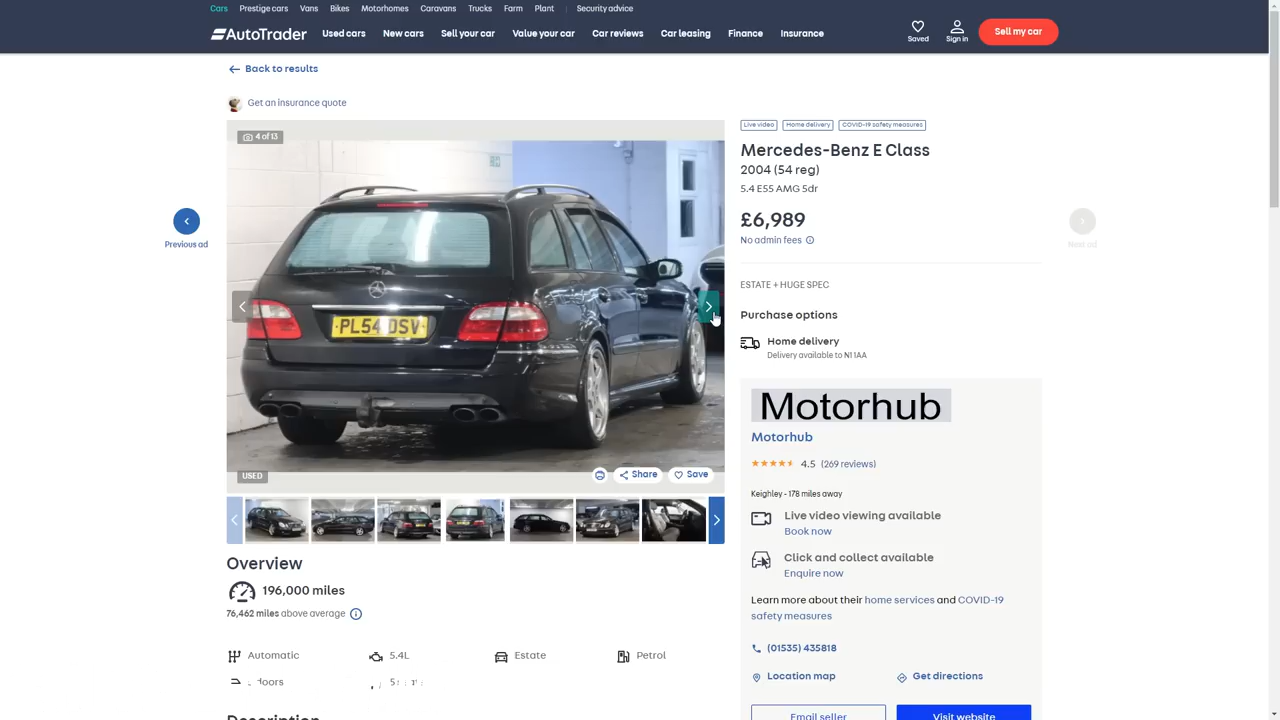 Cars Prestige cars Vans Bikes Motorhomes Caravans Trucks Farm Plant Security advice
AutoTrader Used cars New cars Sell your car Value your car Car reviews Car leasing Finance Insurance Saved Sign in Sell my car
Back to results
Get an insurance quote
4 of 13
PL54 DSV
USED
Share Save
Previous ad
Next ad
Live video Home delivery COVID-19 safety measures
Mercedes-Benz E Class
2004 (54 reg)
5.4 E55 AMG 5dr
£6,989
No admin fees
ESTATE + HUGE SPEC
Purchase options
Home delivery
Delivery available to N1 1AA
Motorhub
Motorhub
4.5 (269 reviews)
Keighley - 178 miles away
Live video viewing available
Book now
Click and collect available
Enquire now
Learn more about their home services and COVID-19
safety measures
(01535) 435818
Location map Get directions
Email seller Visit website
Overview
196,000 miles
76,462 miles above average
Automatic 5.4L Estate Petrol
doors
Description